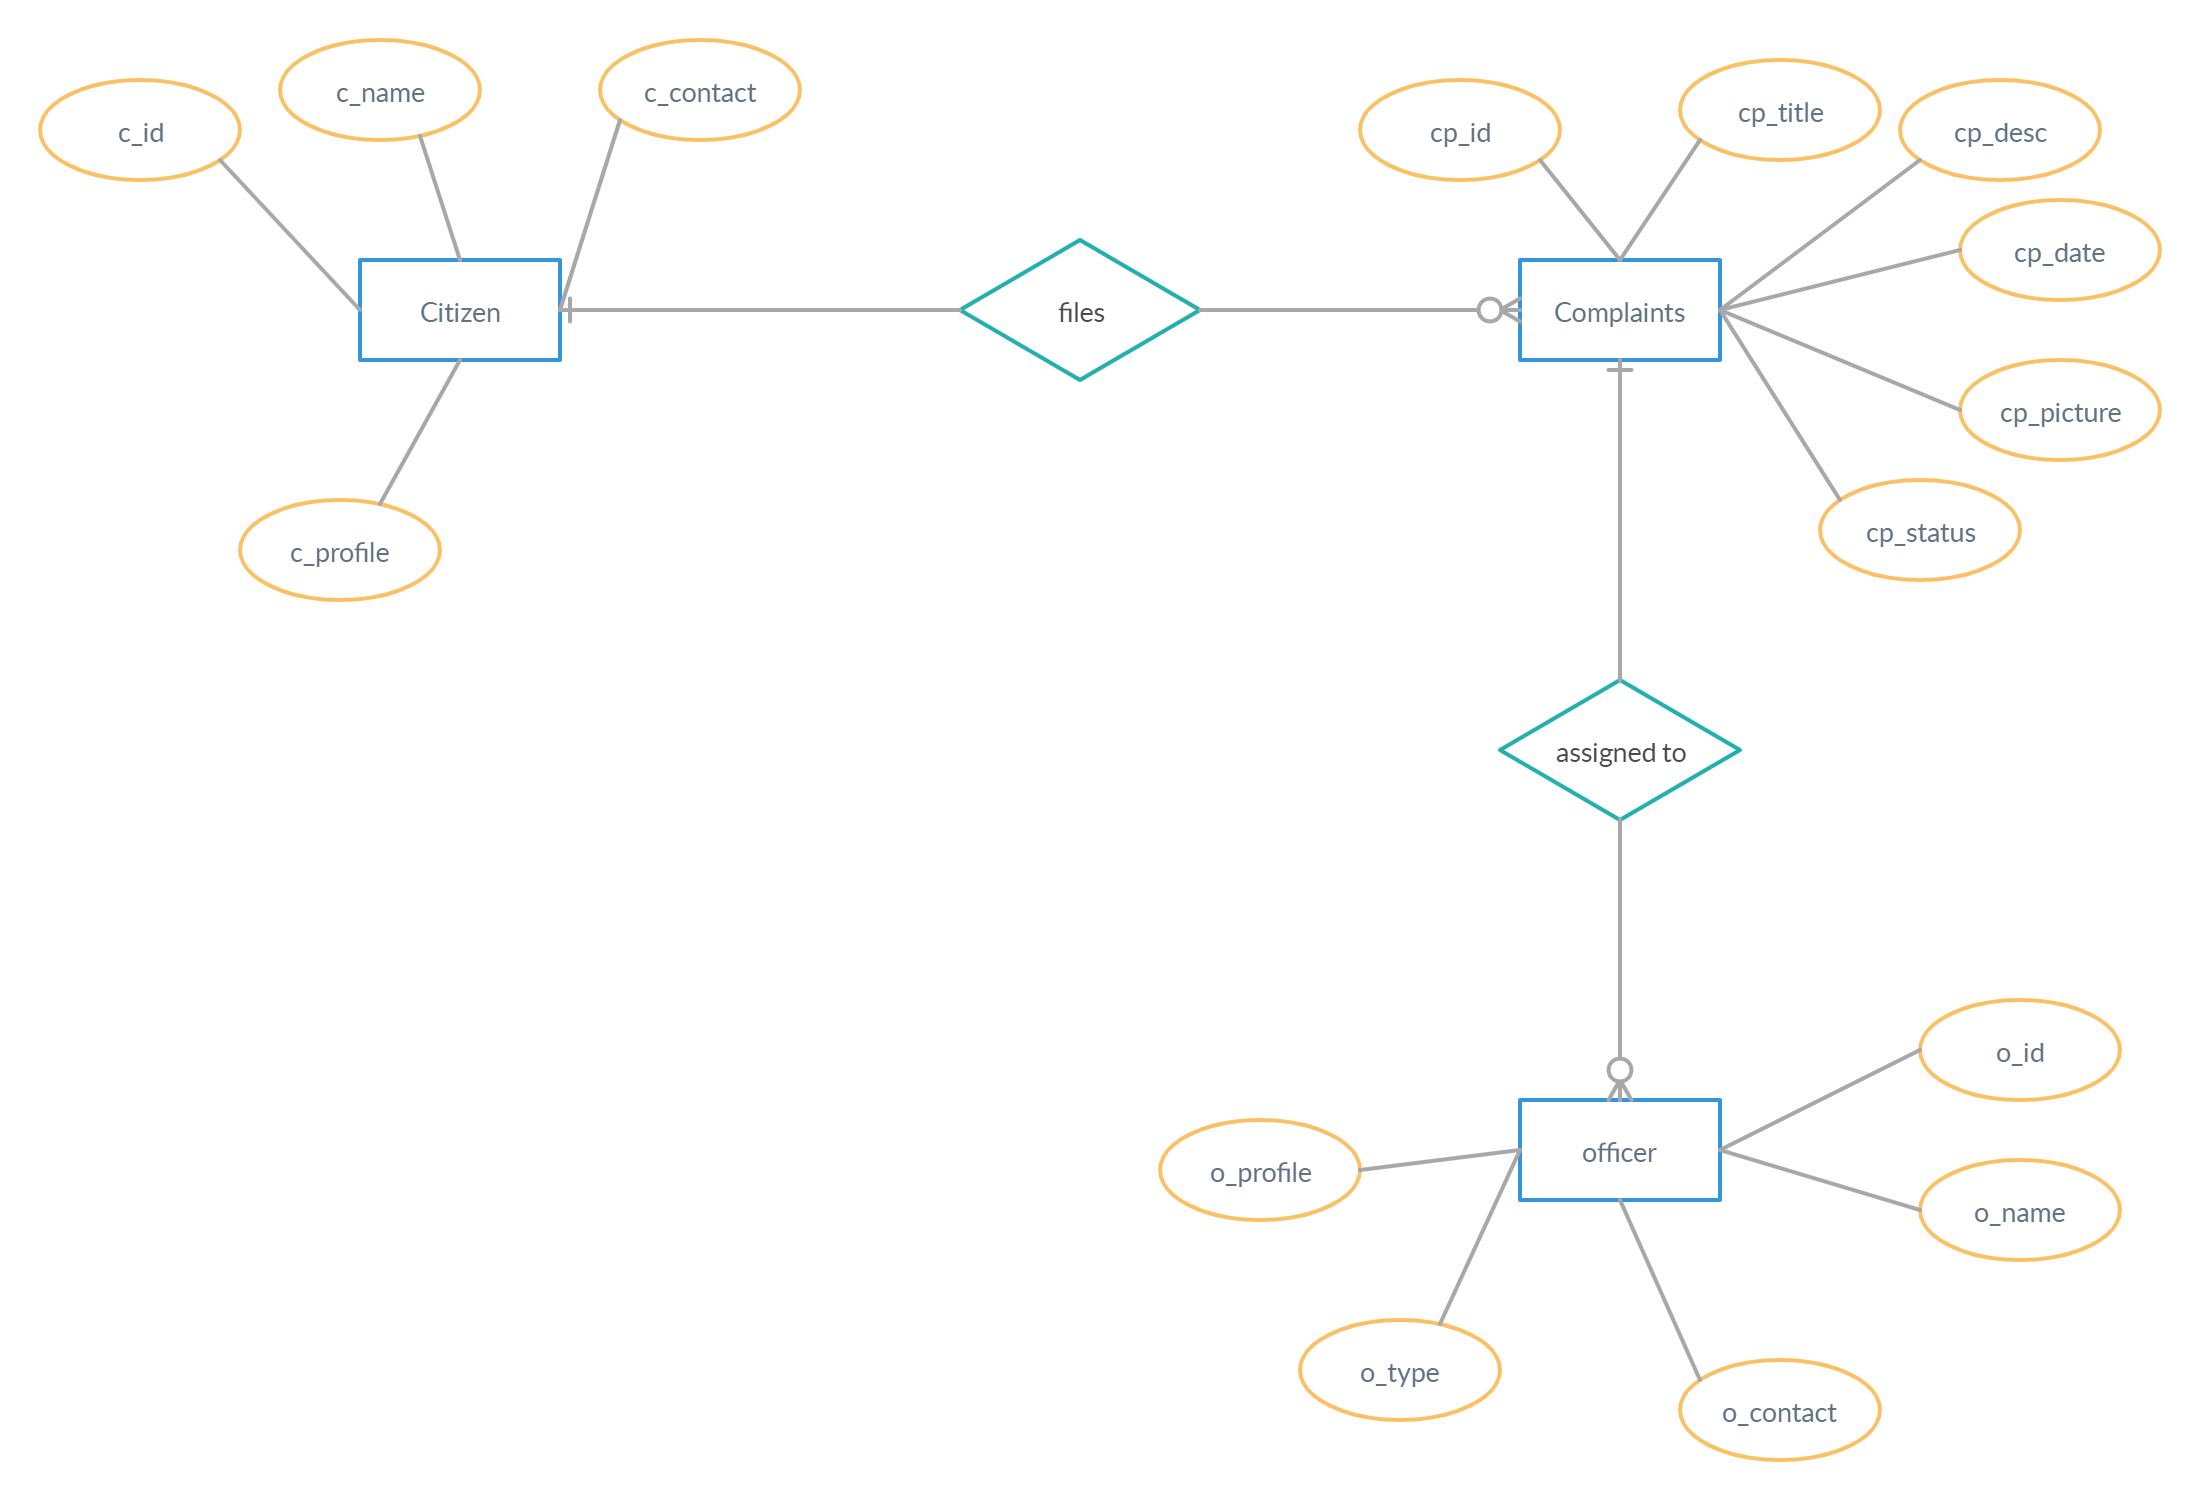 c_id
c_name
c_contact
cp_id
cp_title
cp_desc
cp_date
Citizen
files
Complaints
cp_picture
cp_status
c_profile
assigned to
o_id
officer
o_profile
o_name
o_type
o_contact